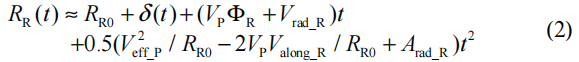 R_R(t) ≈ R_R0 + δ(t) + (V_P Φ_R + V_rad_R)t
+0.5(V_eff_P^2 / R_R0 − 2V_P V_along_R / R_R0 + A_rad_R)t^2 (2)